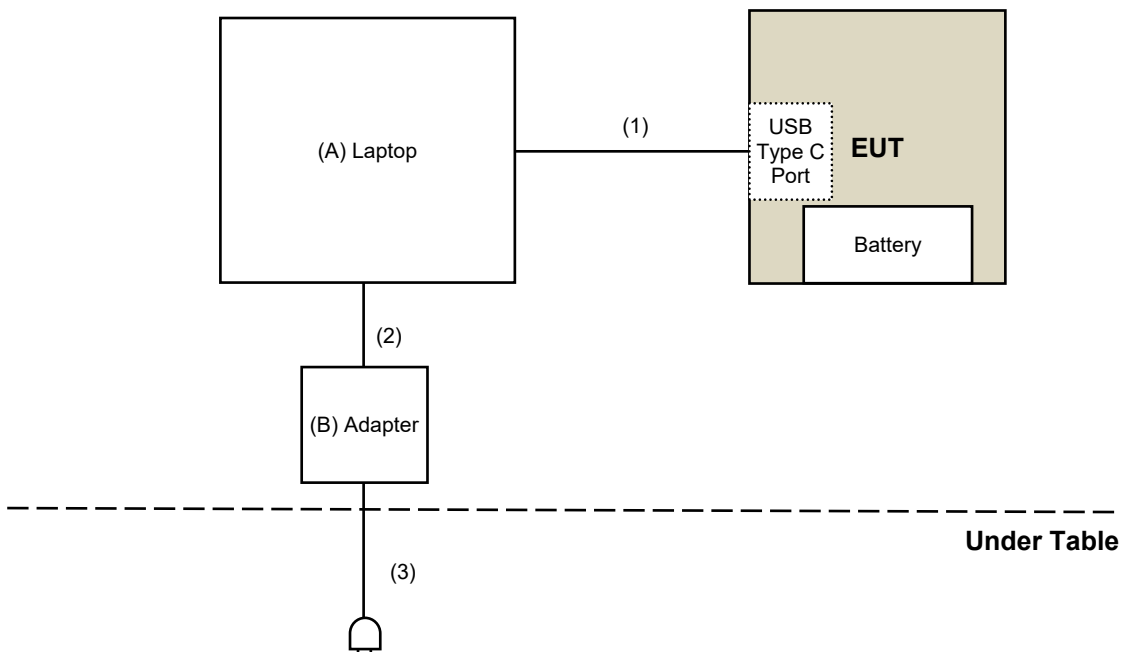 (A) Laptop
(1)
USB
Type C
Port
EUT
Battery
(2)
(B) Adapter
Under Table
(3)